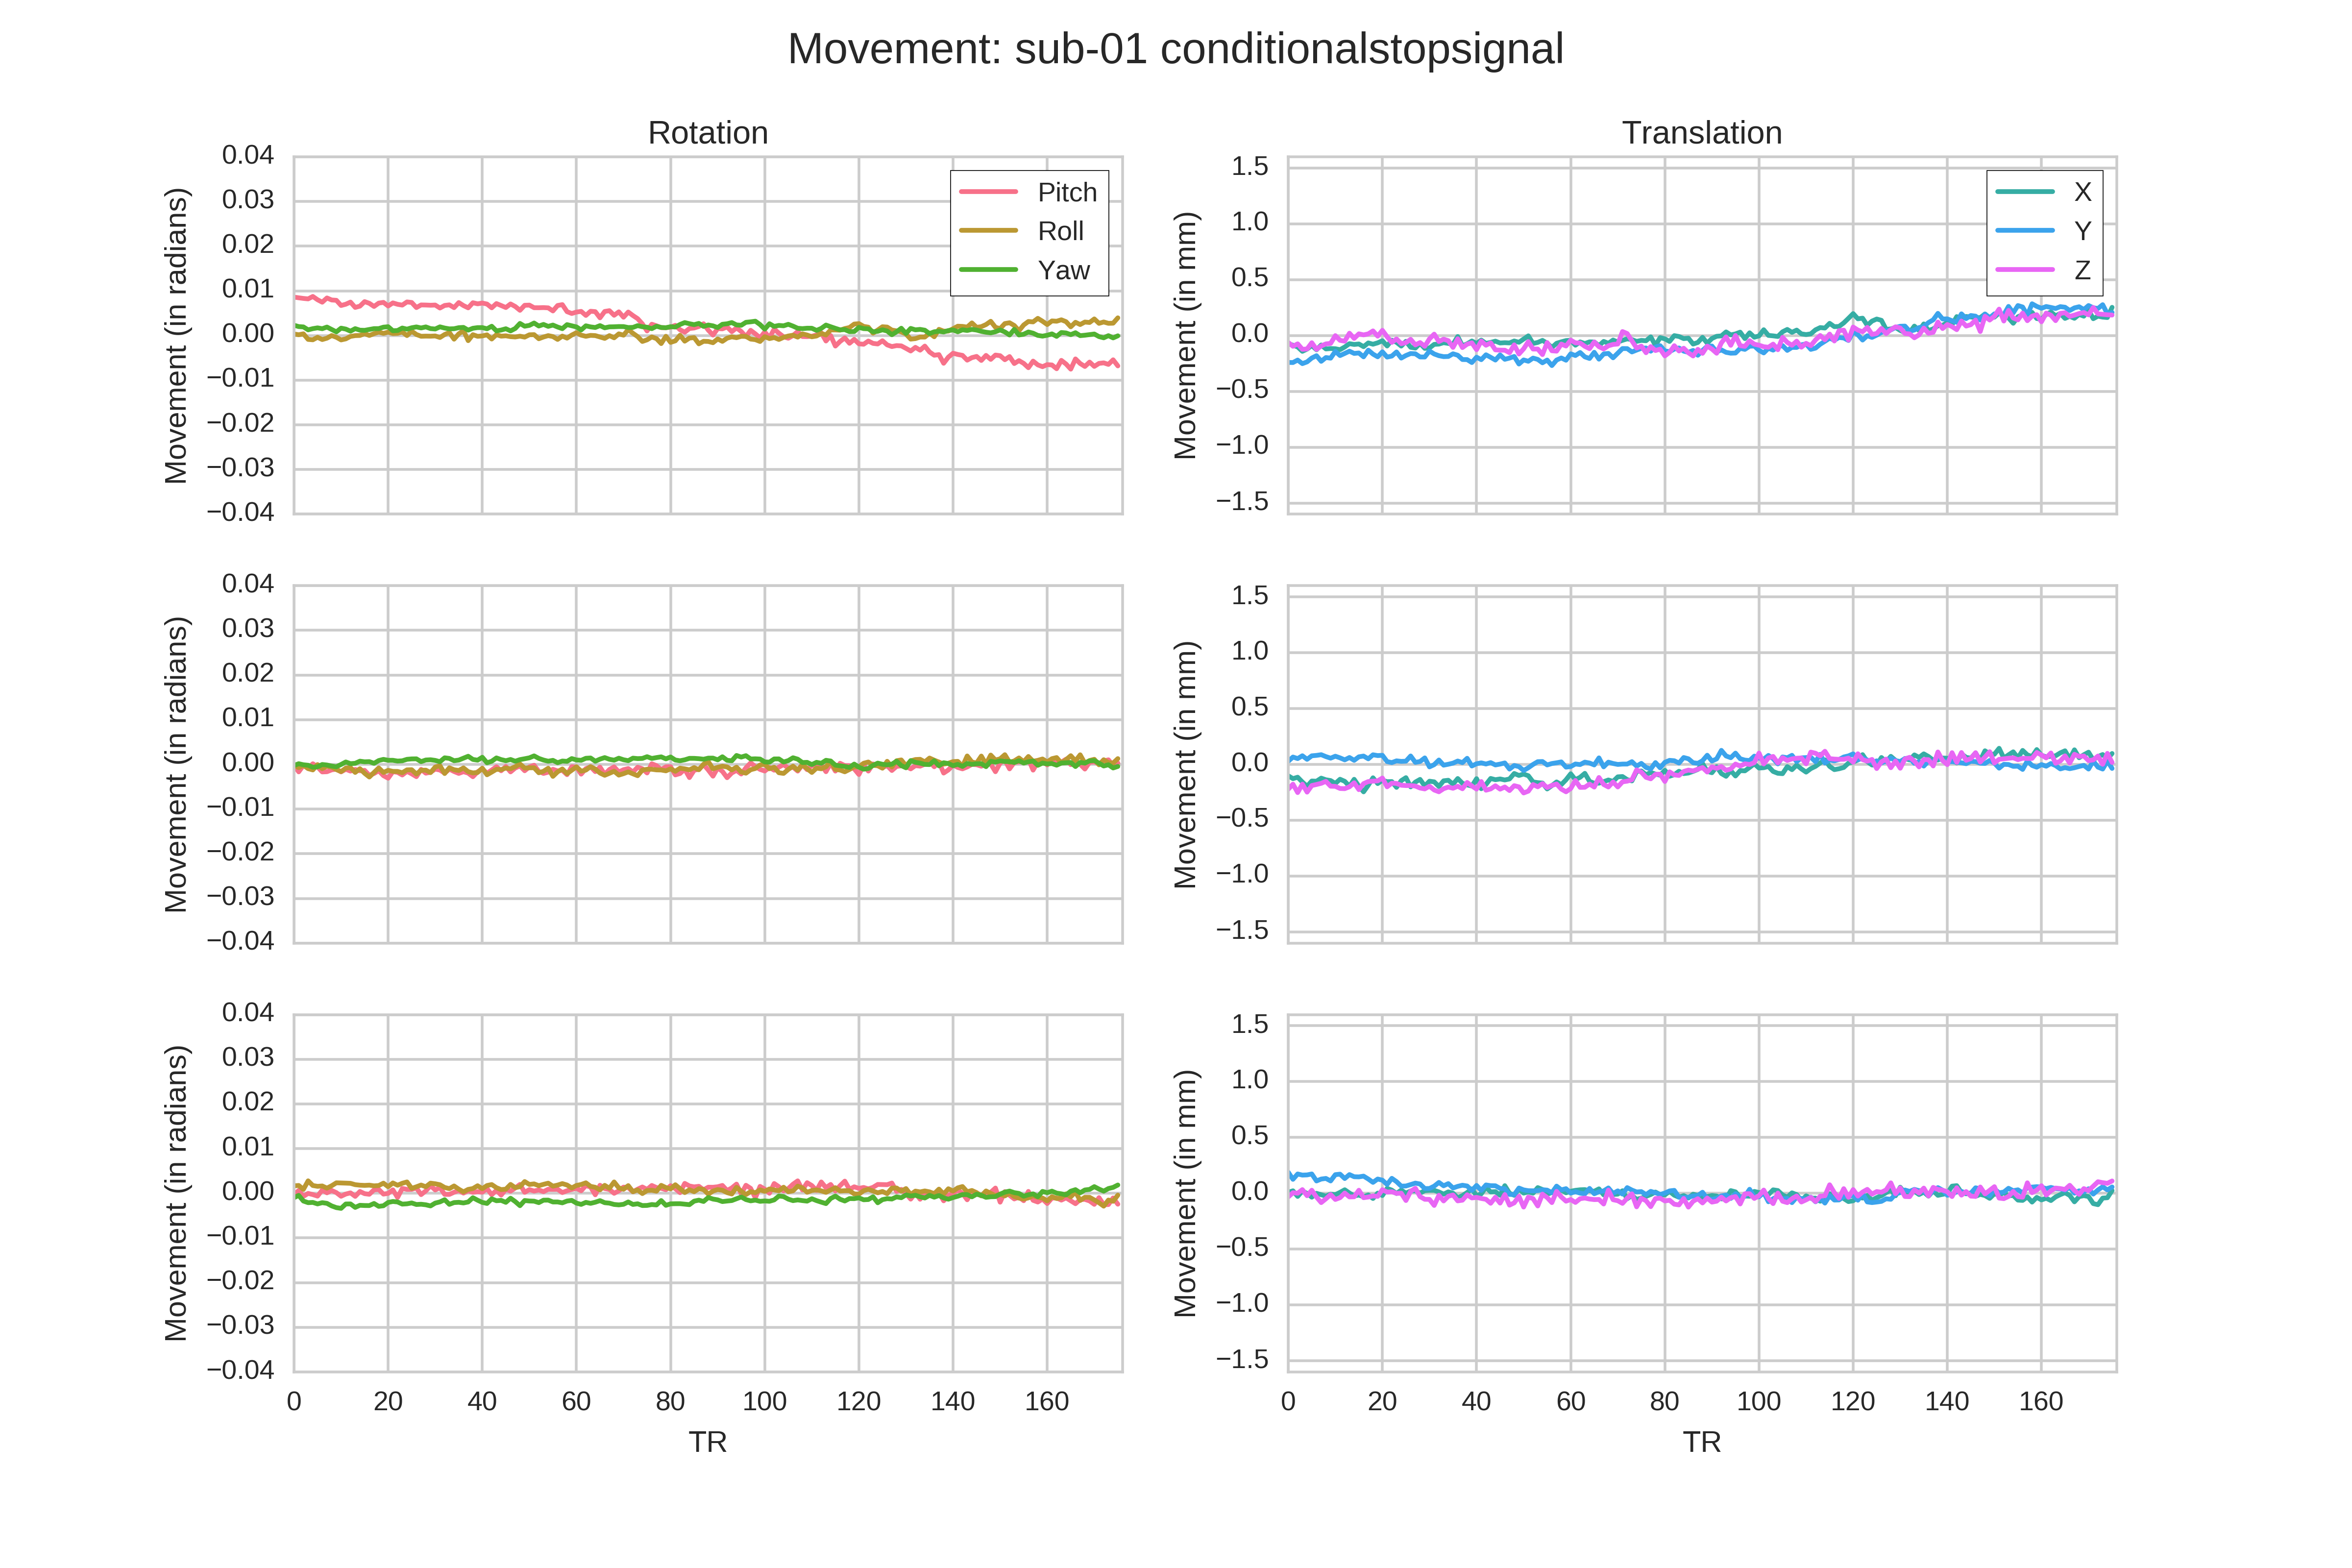 Movement: sub-01 conditionalstopsignal
Rotation
Movement (in radians)
0.04
0.03
0.02
0.01
0.00
−0.01
−0.02
−0.03
−0.04
Pitch
Roll
Yaw
Translation
Movement (in mm)
1.5
1.0
0.5
0.0
−0.5
−1.0
−1.5
X
Y
Z
Movement (in radians)
0.04
0.03
0.02
0.01
0.00
−0.01
−0.02
−0.03
−0.04
Movement (in mm)
1.5
1.0
0.5
0.0
−0.5
−1.0
−1.5
Movement (in radians)
0.04
0.03
0.02
0.01
0.00
−0.01
−0.02
−0.03
−0.04
0 20 40 60 80 100 120 140 160
TR
Movement (in mm)
1.5
1.0
0.5
0.0
−0.5
−1.0
−1.5
0 20 40 60 80 100 120 140 160
TR